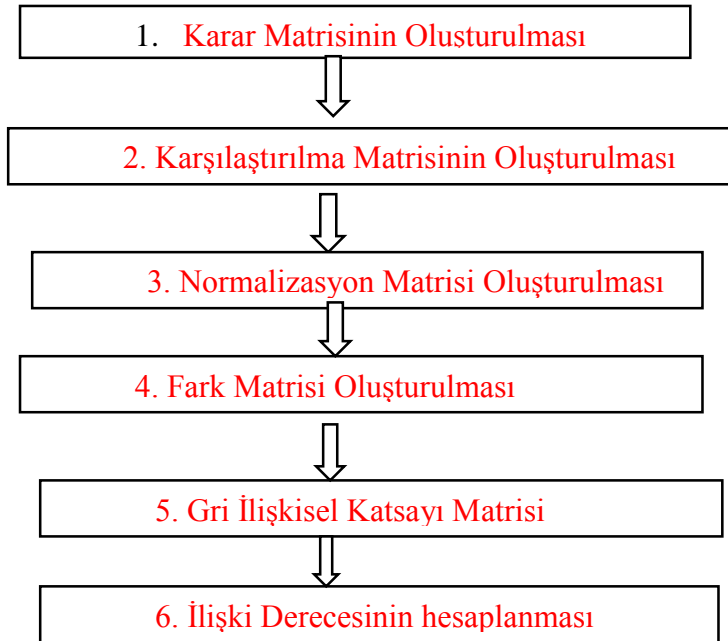 1. Karar Matrisinin Oluşturulması
2. Karşılaştırılma Matrisinin Oluşturulması
3. Normalizasyon Matrisi Oluşturulması
4. Fark Matrisi Oluşturulması
5. Gri İlişkisel Katsayı Matrisi
6. İlişki Derecesinin hesaplanması